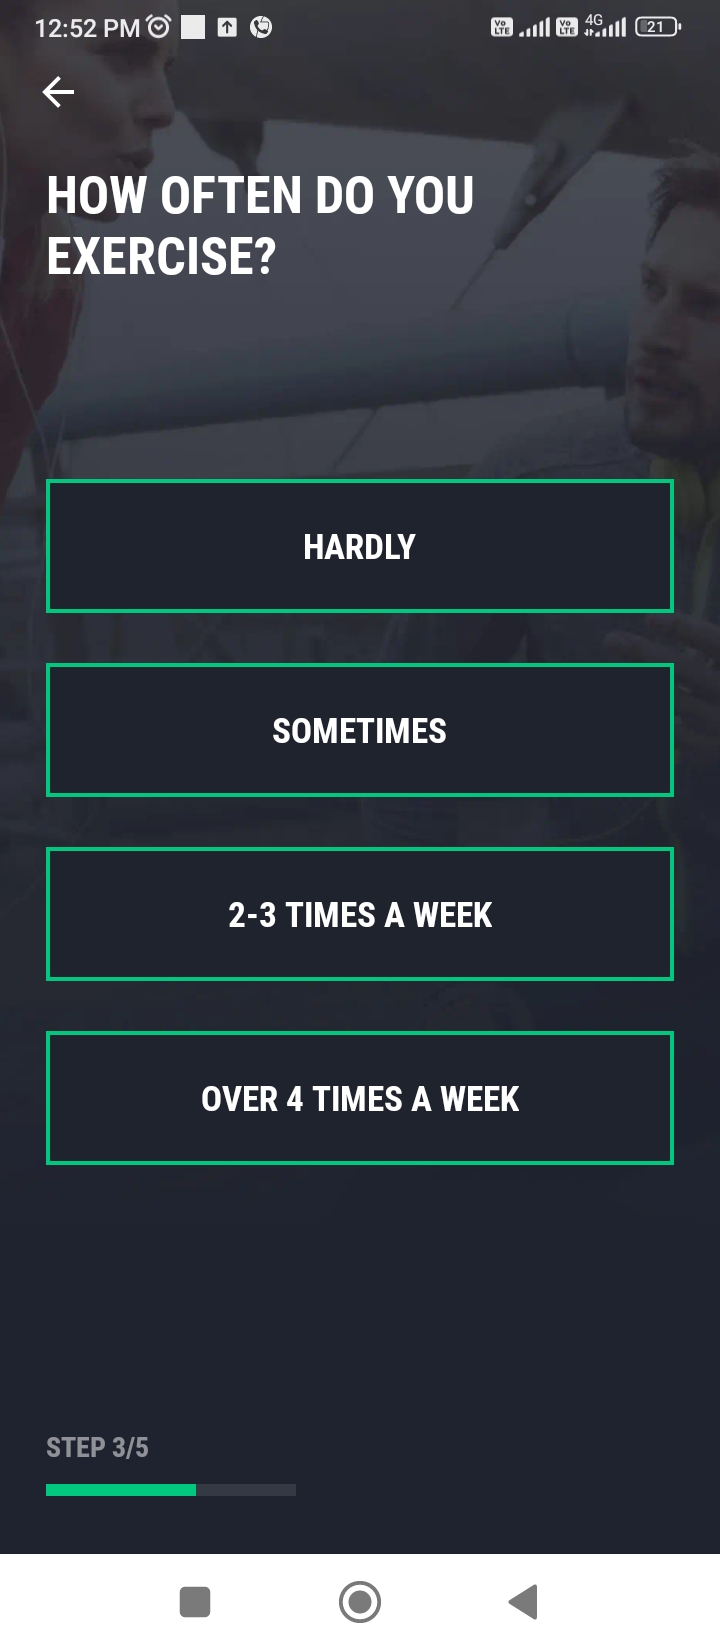 12:52 PM
Vo LTE
Vo LTE
4G
21
HOW OFTEN DO YOU
EXERCISE?
HARDLY
SOMETIMES
2-3 TIMES A WEEK
OVER 4 TIMES A WEEK
STEP 3/5